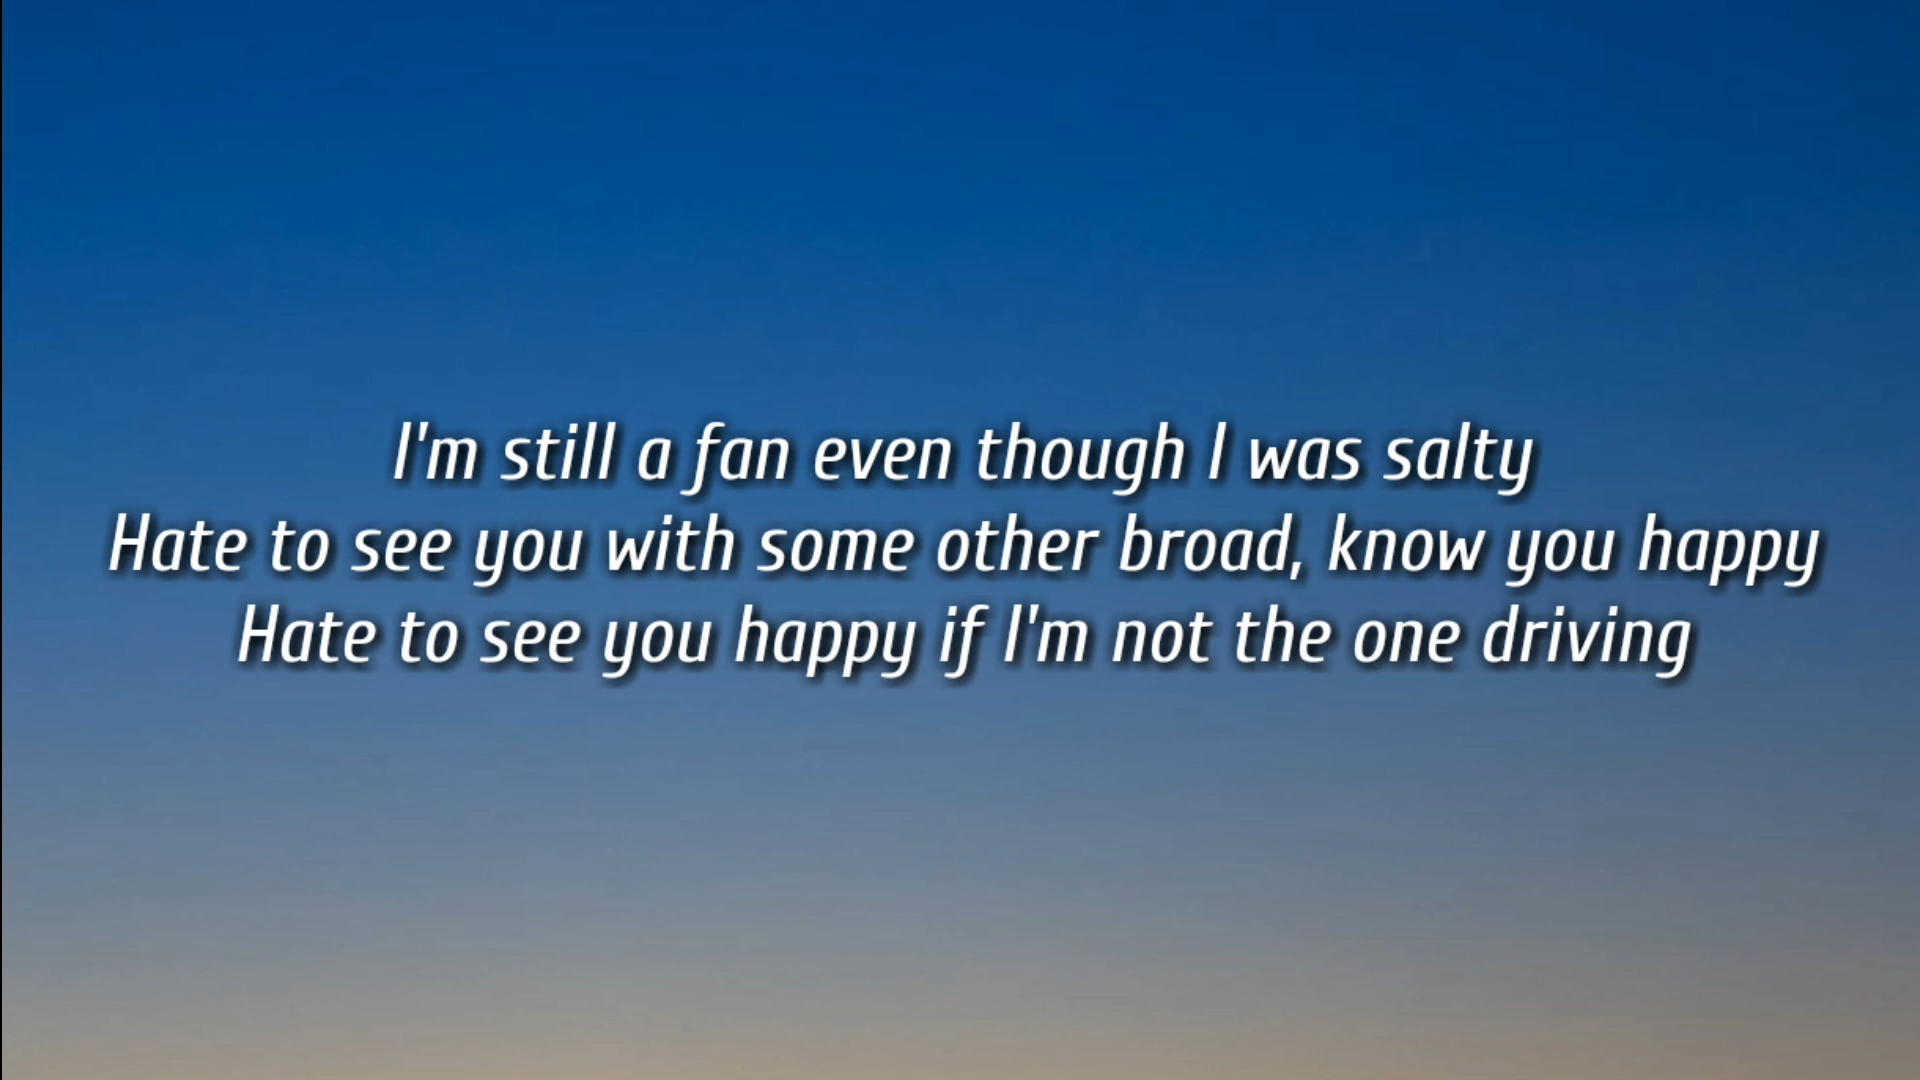 I'm still a fan even though I was salty
Hate to see you with some other broad, know you happy
Hate to see you happy if I'm not the one driving